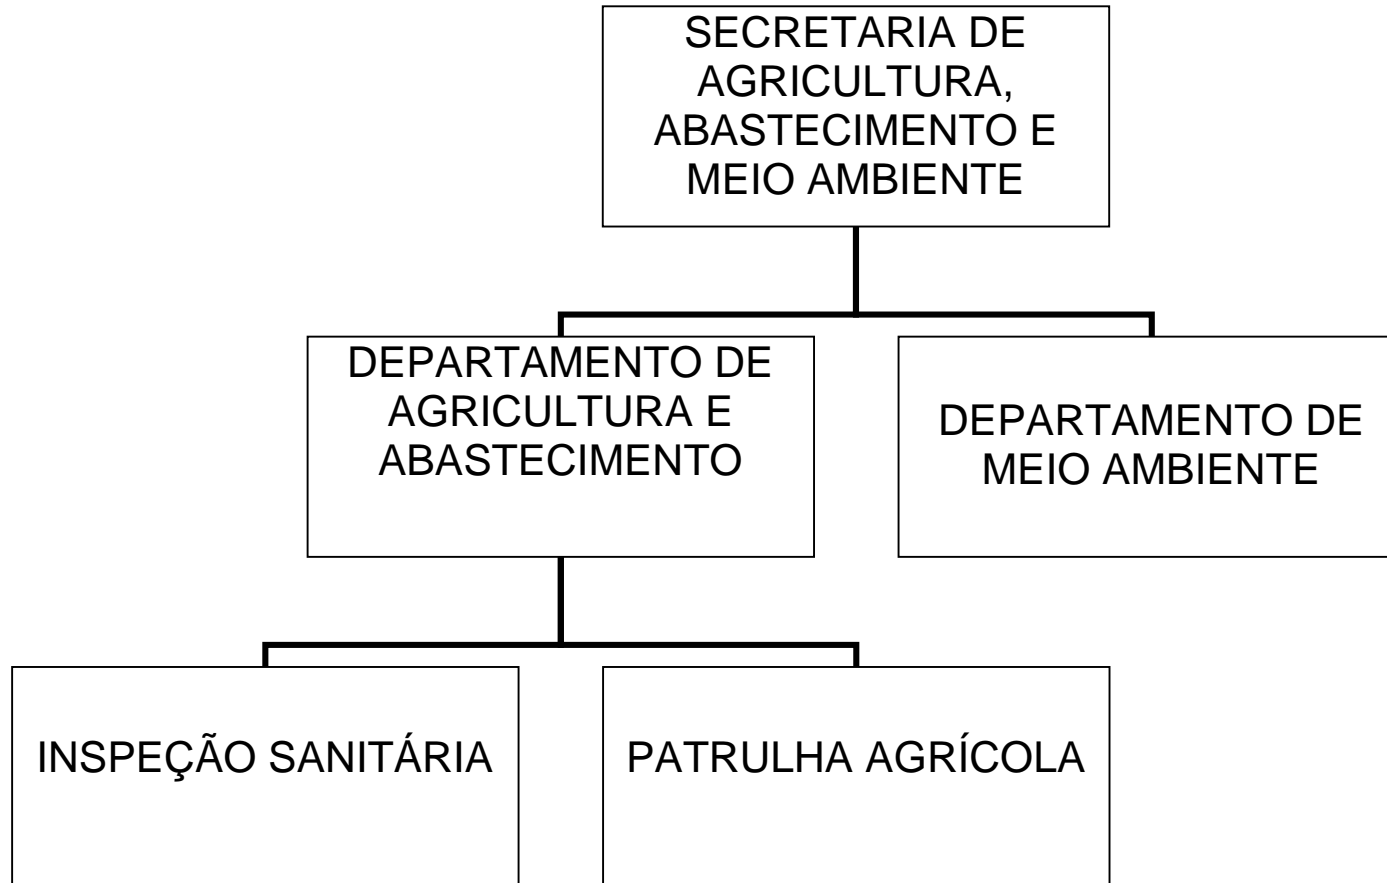 SECRETARIA DE
AGRICULTURA,
ABASTECIMENTO E
MEIO AMBIENTE
DEPARTAMENTO DE
AGRICULTURA E
ABASTECIMENTO
DEPARTAMENTO DE
MEIO AMBIENTE
INSPEÇÃO SANITÁRIA
PATRULHA AGRÍCOLA